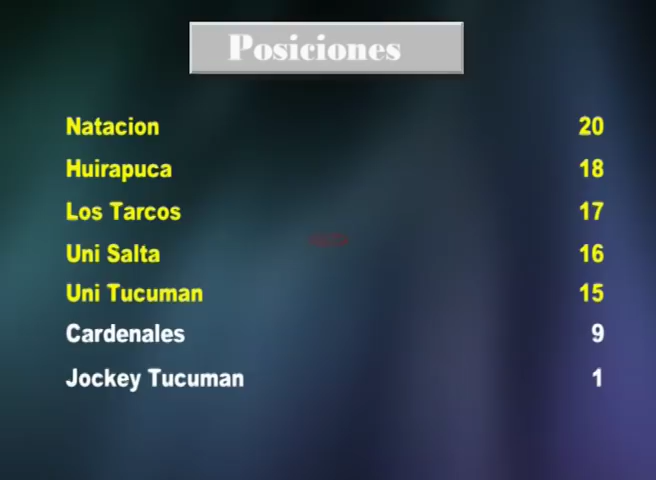 Posiciones
Natacion 20
Huirapuca 18
Los Tarcos 17
Uni Salta 16
Uni Tucuman 15
Cardenales 9
Jockey Tucuman 1